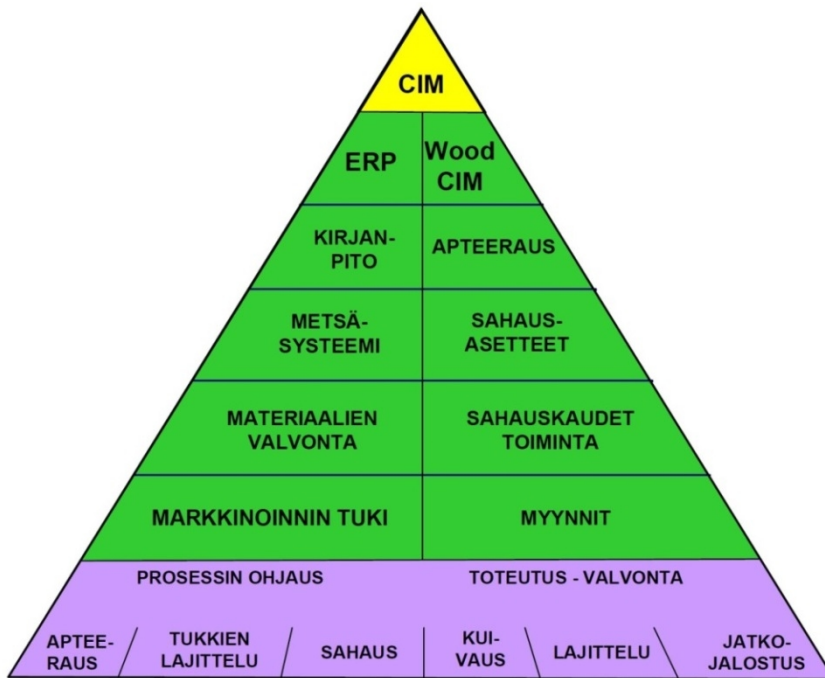 CIM
ERP
Wood
CIM
KIRJAN-
PITO
APTEERAUS
METSÄ-
SYSTEEMI
SAHAUS-
ASETTEET
MATERIAALIEN
VALVONTA
SAHAUSKAUDET
TOIMINTA
MARKKINOINNIN TUKI
MYYNNIT
PROSESSIN OHJAUS
TOTEUTUS - VALVONTA
APTEE-
RAUS
TUKKIEN
LAJITTELU
SAHAUS
KUI-
VAUS
LAJITTELU
JATKO-
JALOSTUS